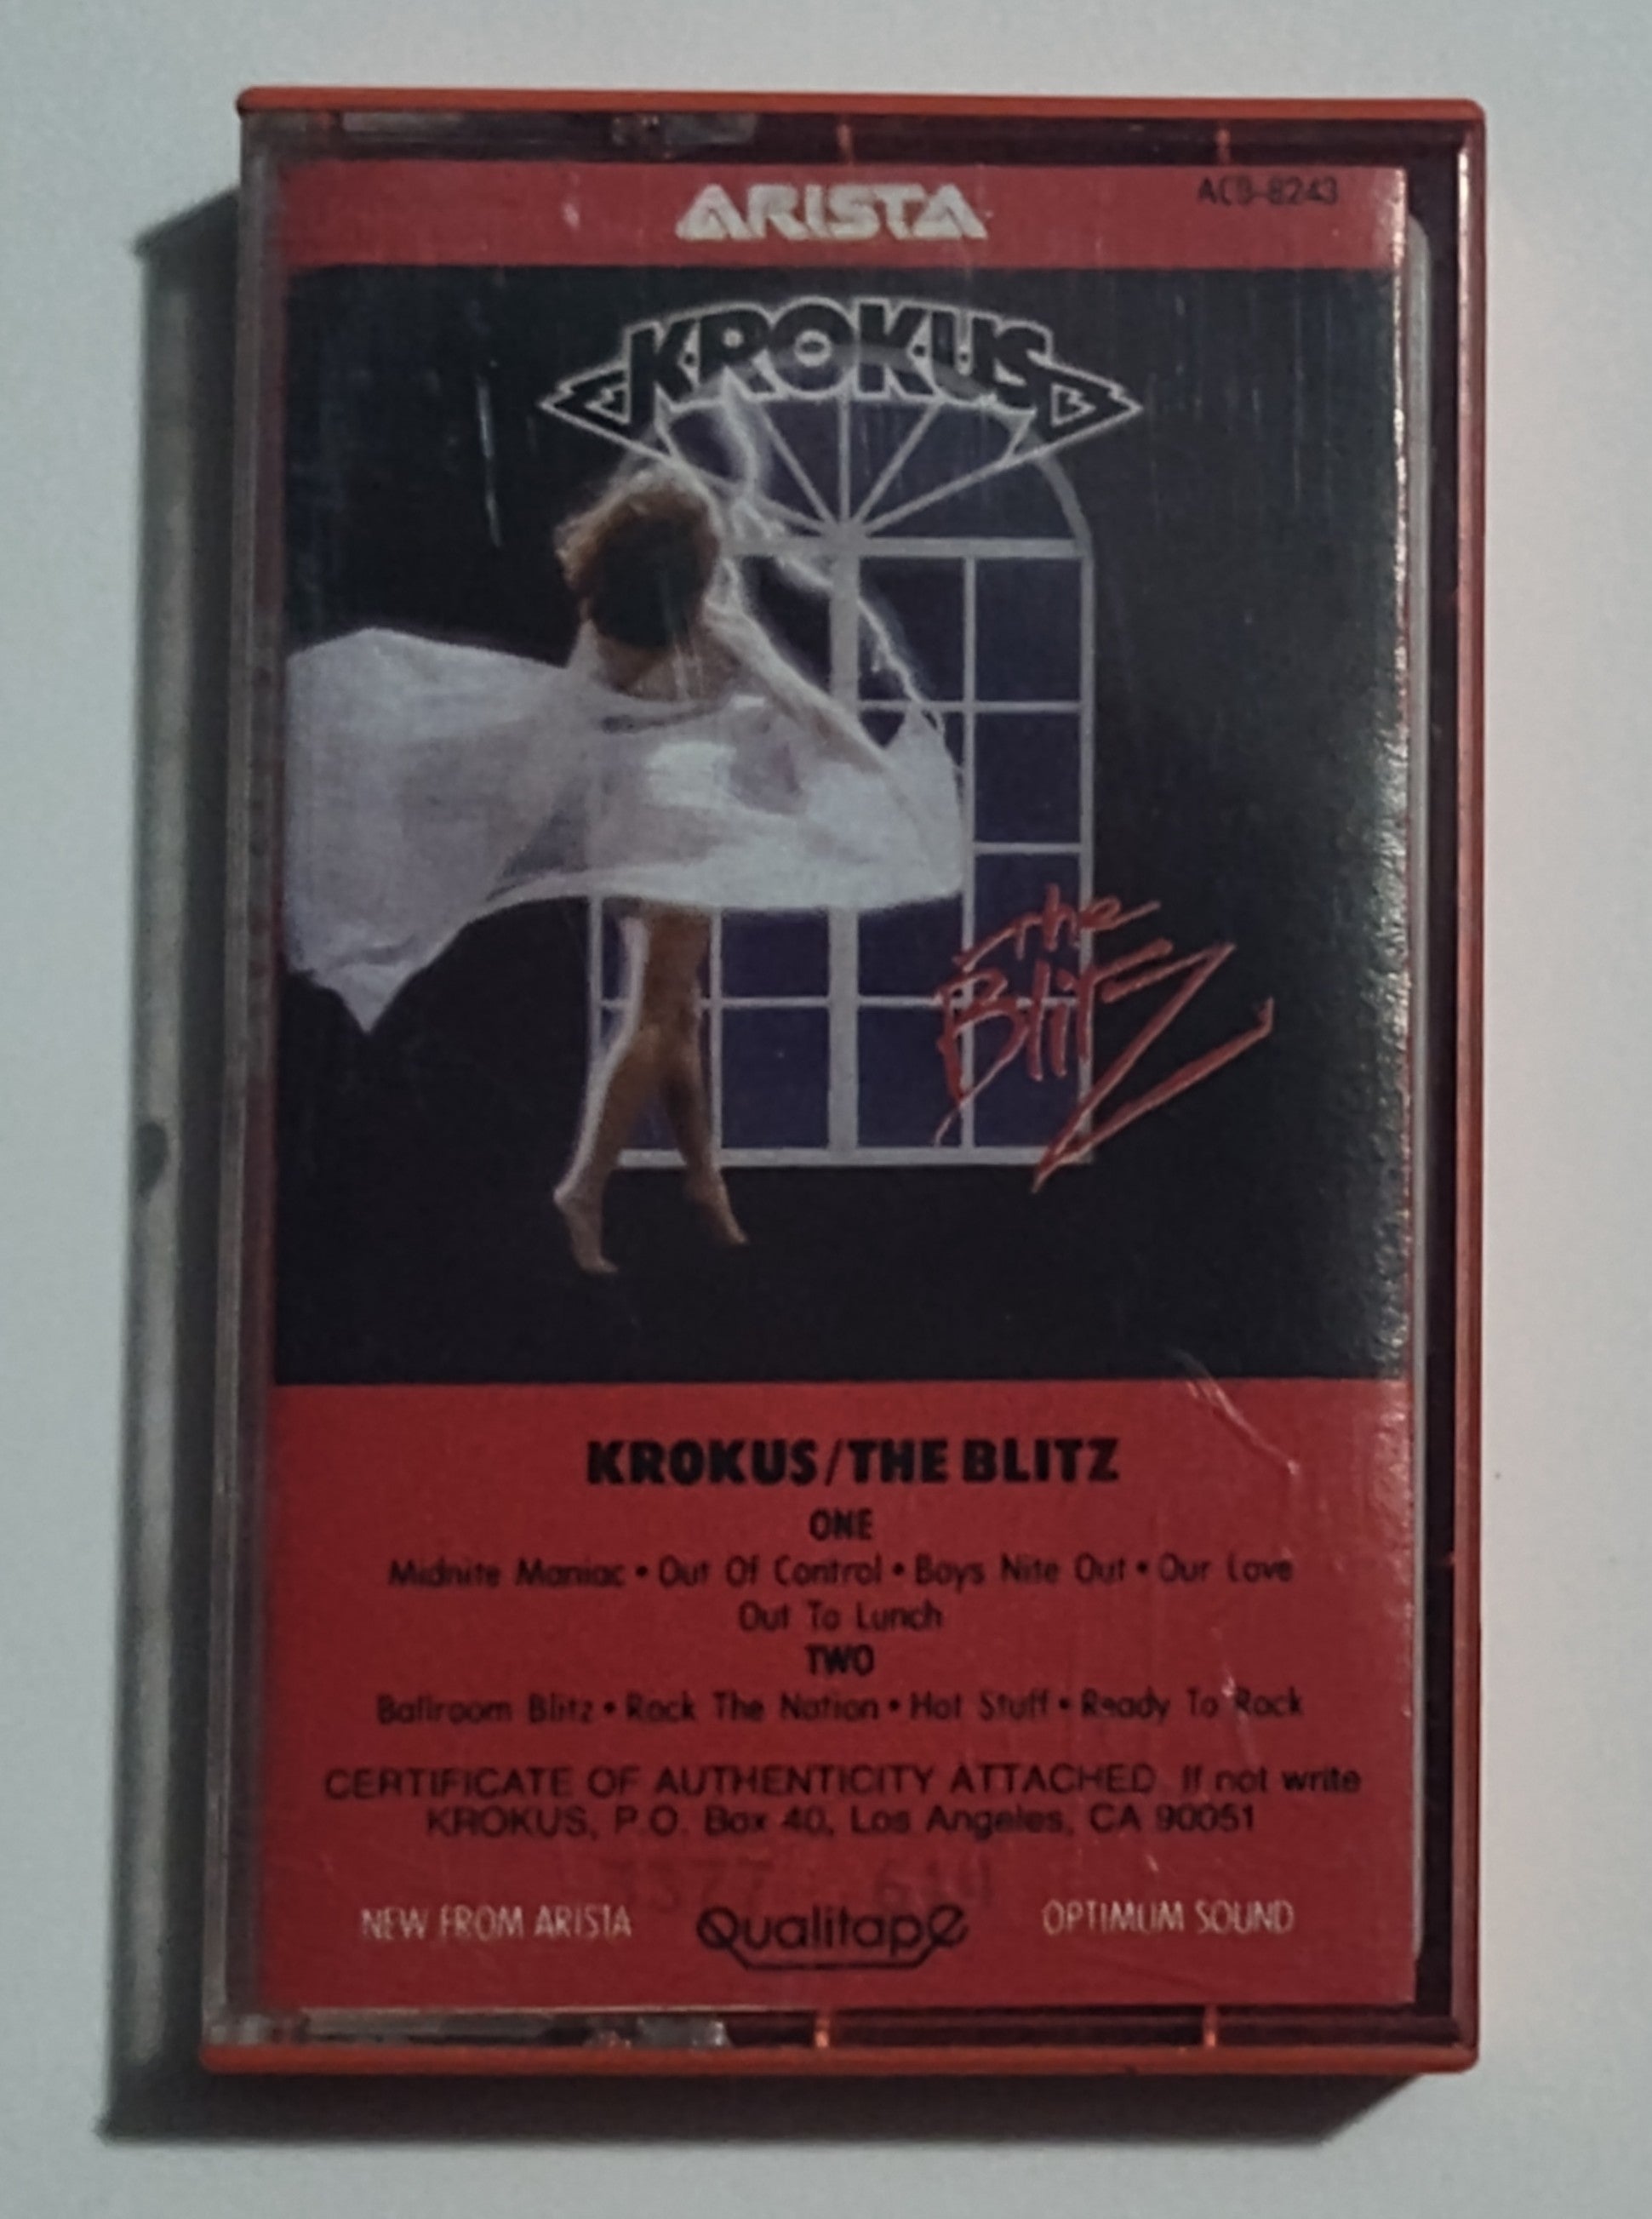 ARISTA
AC8-8243
KROKUS
The
Blitz
KROKUS/THE BLITZ
ONE
Midnite Maniac • Out Of Control • Boys Nite Out • Our Love
Out To Lunch
TWO
Ballroom Blitz • Rock The Nation • Hot Stuff • Ready To Rock
CERTIFICATE OF AUTHENTICITY ATTACHED. If not write
KROKUS, P.O. Box 40, Los Angeles, CA 90051
NEW FROM ARISTA
Qualitape
OPTIMUM SOUND